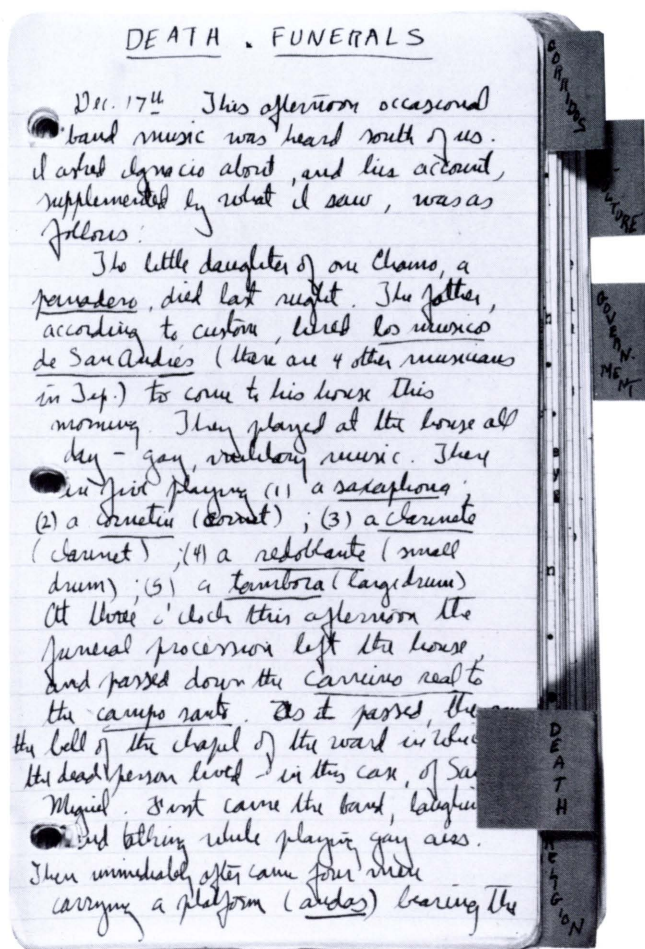 DEATH . FUNERALS
Dec. 17th This afternoon occasional
band music was heard south of us.
I asked Ignacio about, and his account,
supplemented by what I saw, was as
follows:
The little daughter of one Chamo, a
panadero, died last night. The father,
according to custom, hired los musicos
de San Andres (there are 4 other musicians
in Tep.) to come to his house this
morning. They played at the house all
day – gay, military music. There
five playing (1) a saxaphona;
(2) a cornetin (cornet); (3) a clarinete
(clarinet); (4) a redoblante (small
drum); (5) a tambora (large drum)
At three o'clock this afternoon the
funeral procession left the house,
and passed down the camino real to
the campo santo. As it passed, they
the bell of the chapel of the ward in
the dead person lived – in this case, of San
Miguel. First came the band,
and talking while playing gay airs.
Then immediately after came four men
carrying a platform (andas) bearing the
CORRIDOS
GOVERN-
MENT
DEATH
RELIGION